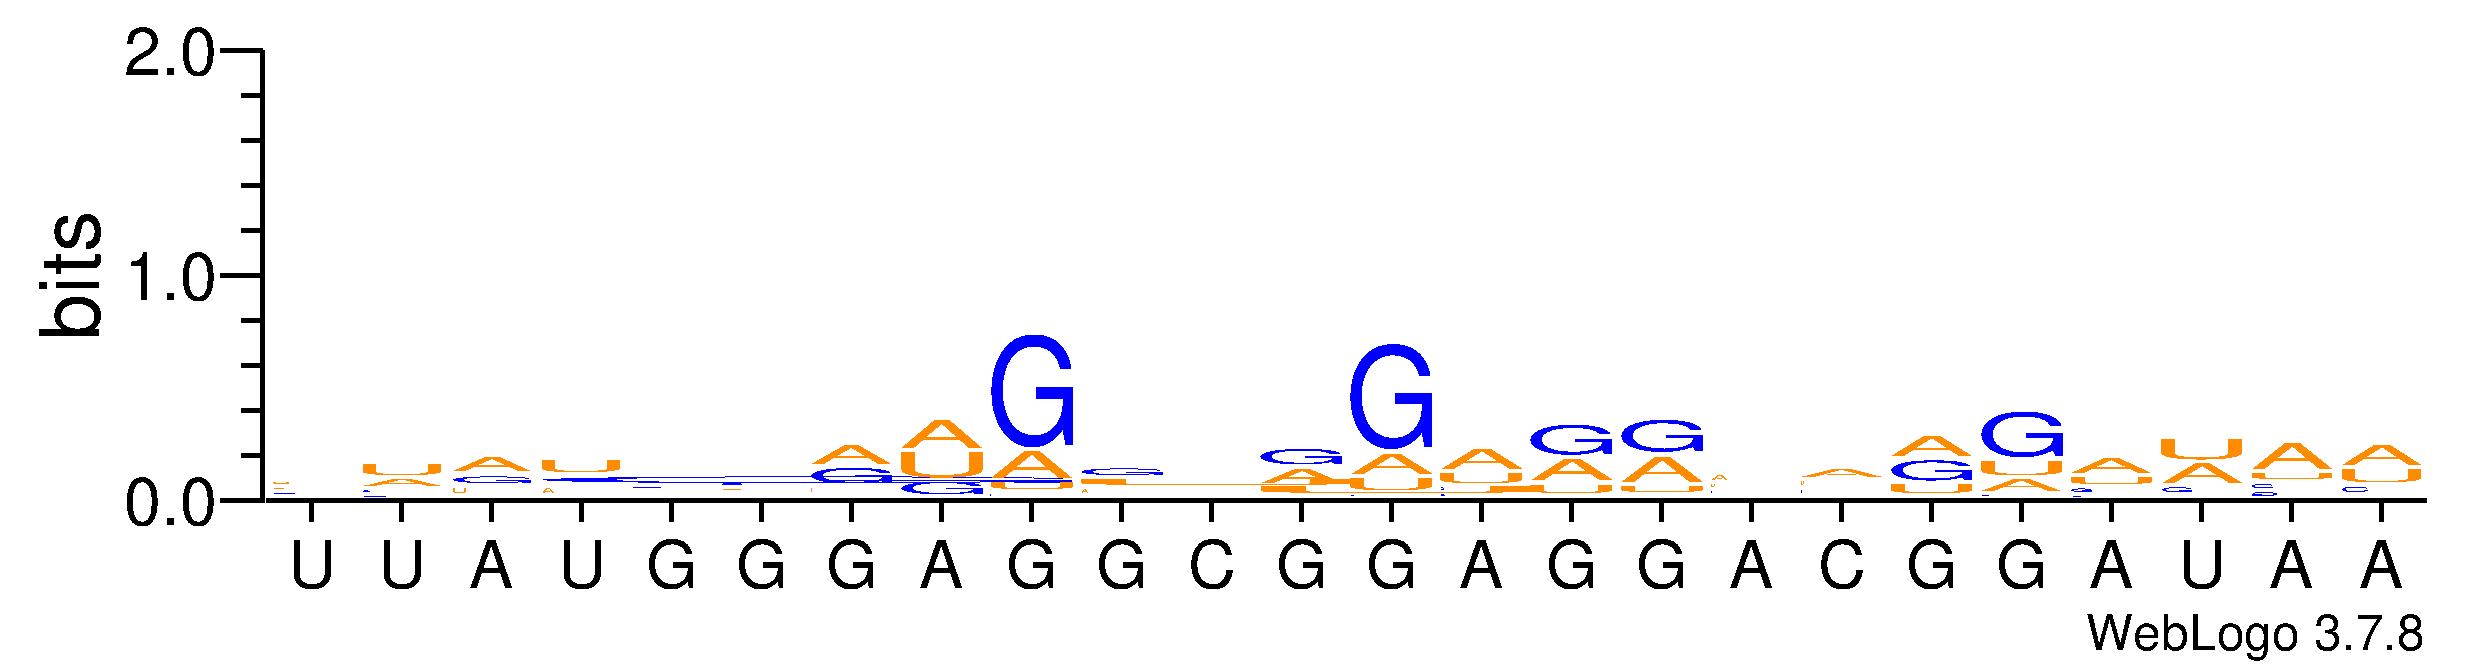 bits
2.0
1.0
0.0
U U A U G G G A G G C G G A G G A C G G A U A A
WebLogo 3.7.8